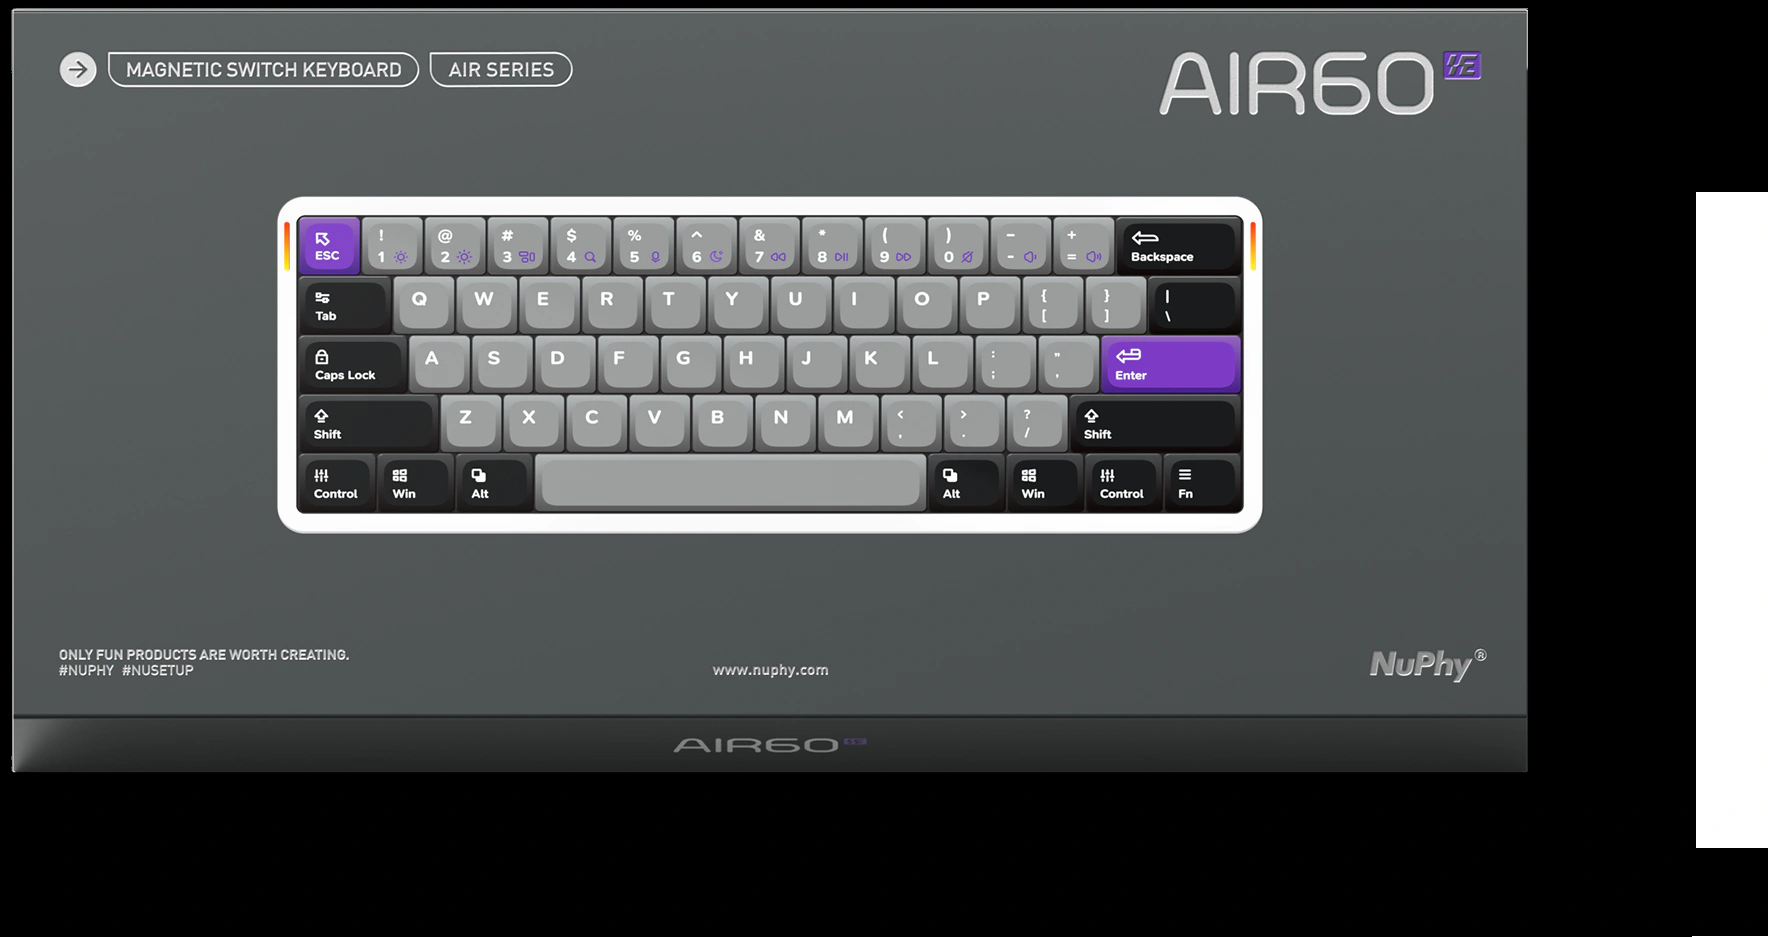 MAGNETIC SWITCH KEYBOARD AIR SERIES
AIR60 HE
ESC ! 1 @ 2 # 3 $ 4 % 5 ^ 6 & 7 * 8 ( 9 ) 0 – - + = Backspace
Tab Q W E R T Y U I O P { [ } ] | \
Caps Lock A S D F G H J K L : ; " ' Enter
Shift Z X C V B N M < , > . ? / Shift
Control Win Alt Alt Win Control Fn
ONLY FUN PRODUCTS ARE WORTH CREATING.
#NUPHY #NUSETUP
www.nuphy.com
NuPhy®
AIR60 HE